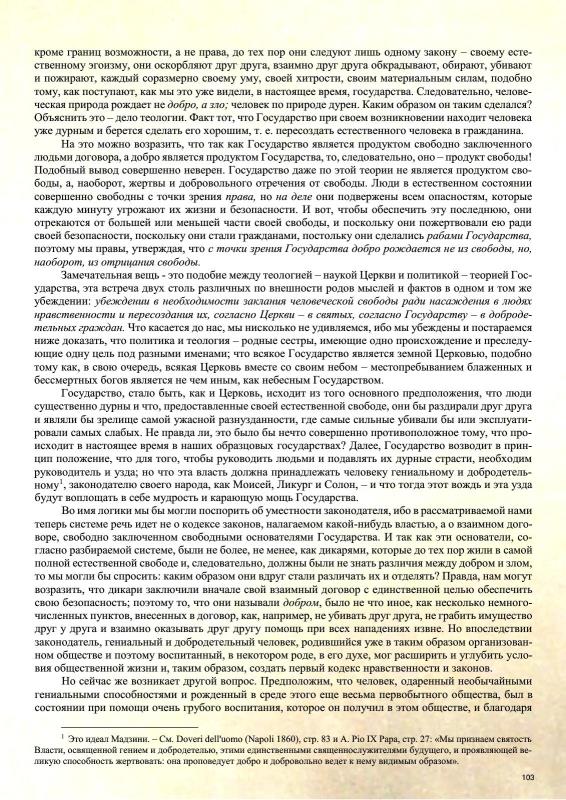 кроме границ возможности, а не права, до тех пор они следуют лишь одному закону – своему есте-
ственному эгоизму, они оскорбляют друг друга, взаимно друг друга обкрадывают, обирают, убивают
и пожирают, каждый соразмерно своему уму, своей хитрости, своим материальным силам, подобно
тому, как поступают, как мы это уже видели, в настоящее время, государства. Следовательно, челове-
ческая природа рождает не добро, а зло; человек по природе дурен. Каким образом он таким сделался?
Объяснить это – дело теологии. Факт тот, что Государство при своем возникновении находит человека
уже дурным и берется сделать его хорошим, т. е. пересоздать естественного человека в гражданина.
На это можно возразить, что так как Государство является продуктом свободно заключенного
людьми договора, а добро является продуктом Государства, то, следовательно, оно – продукт свободы!
Подобный вывод совершенно неверен. Государство даже по этой теории не является продуктом сво-
боды, а, наоборот, жертвы и добровольного отречения от свободы. Люди в естественном состоянии
совершенно свободны с точки зрения права, но на деле они подвержены всем опасностям, которые
каждую минуту угрожают их жизни и безопасности. И вот, чтобы обеспечить эту последнюю, они
отрекаются от большей или меньшей части своей свободы, и поскольку они пожертвовали ею ради
своей безопасности, поскольку они стали гражданами, постольку они сделались рабами Государства,
поэтому мы правы, утверждая, что с точки зрения Государства добро рождается не из свободы, но,
наоборот, из отрицания свободы.
Замечательная вещь - это подобие между теологией – наукой Церкви и политикой – теорией Гос-
ударства, эта встреча двух столь различных по внешности родов мыслей и фактов в одном и том же
убеждении: убеждении в необходимости заклания человеческой свободы ради насаждения в людях
нравственности и пересоздания их, согласно Церкви – в святых, согласно Государству – в доброде-
тельных граждан. Что касается до нас, мы нисколько не удивляемся, ибо мы убеждены и постараемся
ниже доказать, что политика и теология – родные сестры, имеющие одно происхождение и преследу-
ющие одну цель под разными именами; что всякое Государство является земной Церковью, подобно
тому как, в свою очередь, всякая Церковь вместе со своим небом – местопребыванием блаженных и
бессмертных богов является не чем иным, как небесным Государством.
Государство, стало быть, как и Церковь, исходит из того основного предположения, что люди
существенно дурны и что, предоставленные своей естественной свободе, они бы раздирали друг друга
и являли бы зрелище самой ужасной разнузданности, где самые сильные убивали бы или эксплуати-
ровали самых слабых. Не правда ли, это было бы нечто совершенно противоположное тому, что про-
исходит в настоящее время в наших образцовых государствах? Далее, Государство возводит в прин-
цип положение, что для того, чтобы руководить людьми и подавлять их дурные страсти, необходим
руководитель и узда; но что эта власть должна принадлежать человеку гениальному и добродетель-
ному1, законодателю своего народа, как Моисей, Ликург и Солон, – и что тогда этот вождь и эта узда
будут воплощать в себе мудрость и карающую мощь Государства.
Во имя логики мы бы могли поспорить об уместности законодателя, ибо в рассматриваемой нами
теперь системе речь идет не о кодексе законов, налагаемом какой-нибудь властью, а о взаимном дого-
воре, свободно заключенном свободными основателями Государства. И так как эти основатели, со-
гласно разбираемой системе, были не более, не менее, как дикарями, которые до тех пор жили в самой
полной естественной свободе и, следовательно, должны были не знать различия между добром и злом,
то мы могли бы спросить: каким образом они вдруг стали различать их и отделять? Правда, нам могут
возразить, что дикари заключили вначале свой взаимный договор с единственной целью обеспечить
свою безопасность; поэтому то, что они называли добром, было не что иное, как несколько немного-
численных пунктов, внесенных в договор, как, например, не убивать друг друга, не грабить имущество
друг у друга и взаимно оказывать друг другу помощь при всех нападениях извне. Но впоследствии
законодатель, гениальный и добродетельный человек, родившийся уже в таким образом организован-
ном обществе и поэтому воспитанный, в некотором роде, в его духе, мог расширить и углубить усло-
вия общественной жизни и, таким образом, создать первый кодекс нравственности и законов.
Но сейчас же возникает другой вопрос. Предположим, что человек, одаренный необычайными
гениальными способностями и рожденный в среде этого еще весьма первобытного общества, был в
состоянии при помощи очень грубого воспитания, которое он получил в этом обществе, и благодаря
1 Это идеал Мадзини. – См. Doveri dell'uomo (Napoli 1860), стр. 83 и A. Pio IX Papa, стр. 27: «Мы признаем святость
Власти, освященной гением и добродетелью, этими единственными священнослужителями будущего, и проявляющей ве-
ликую способность жертвовать: она проповедует добро и добровольно ведет к нему видимым образом».
103